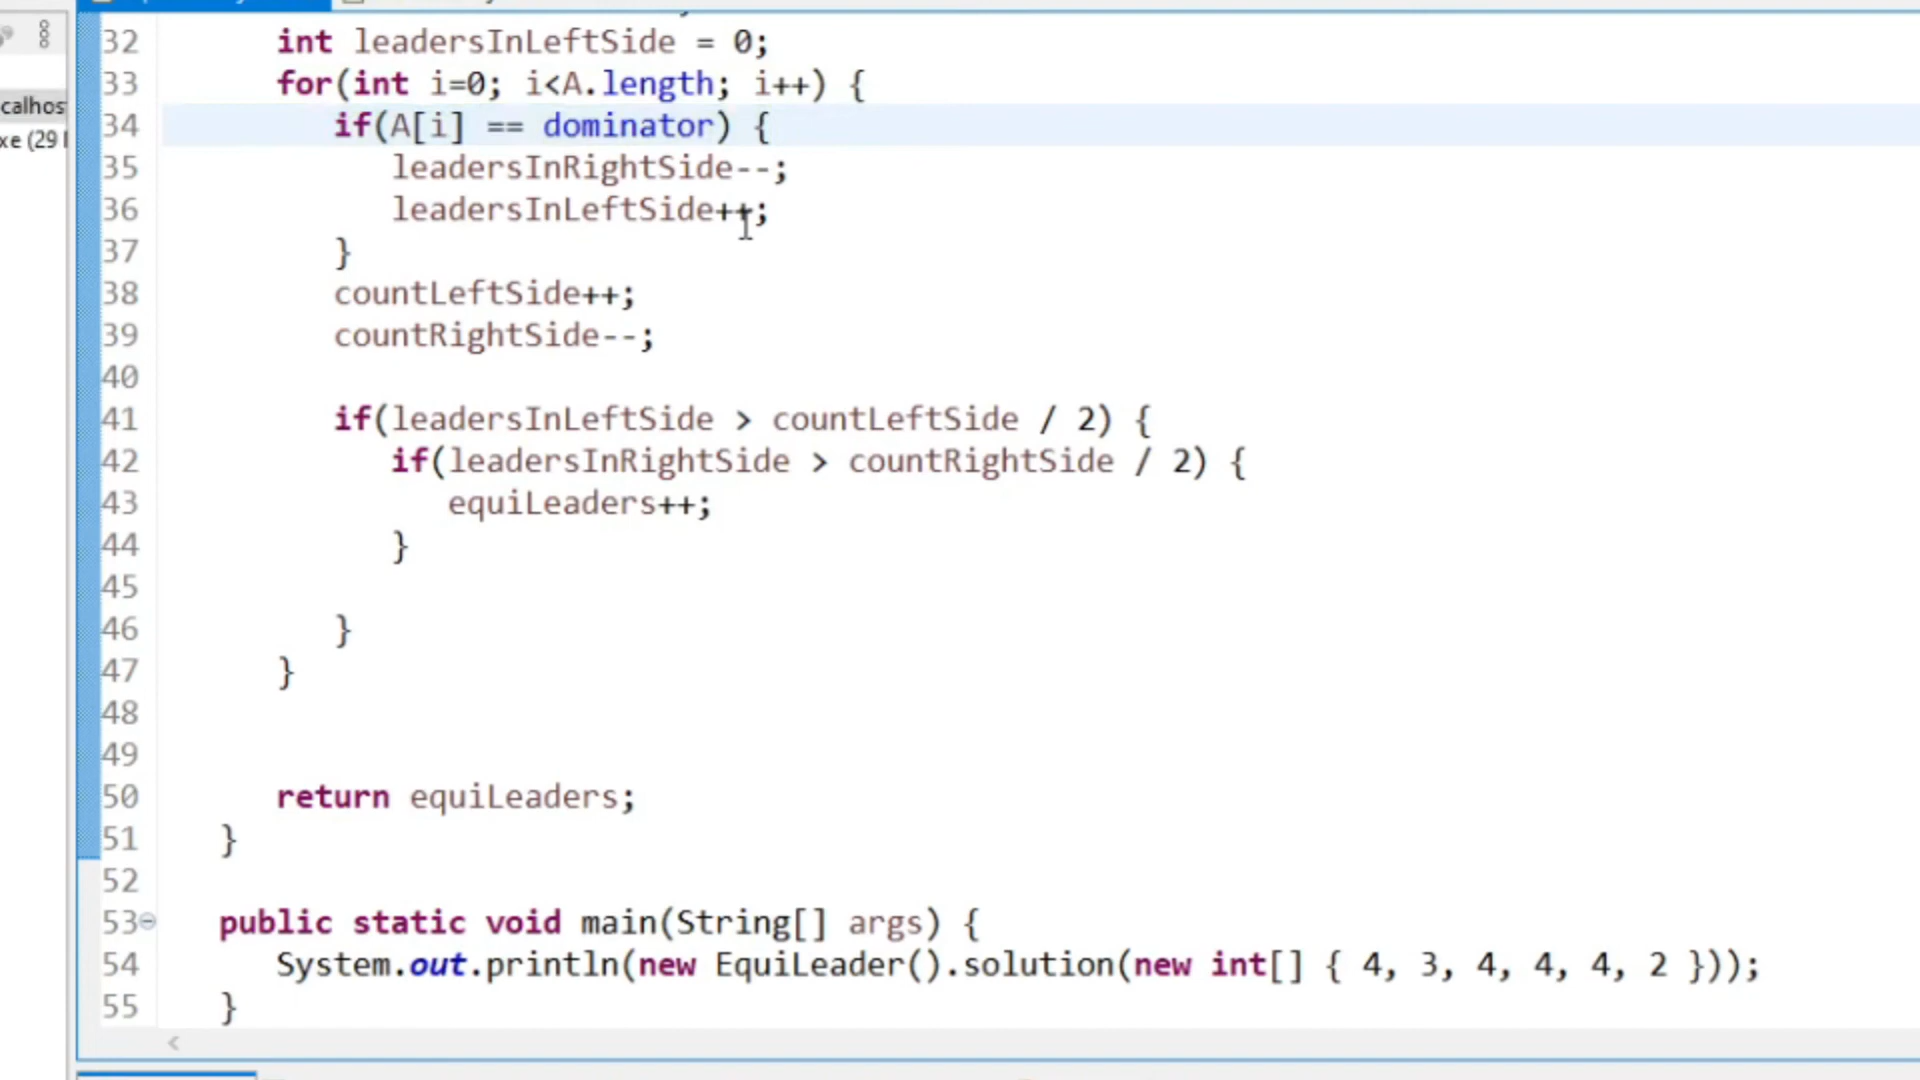 calhos
xe (29
32 int leadersInLeftSide = 0;
33 for(int i=0; i<A.length; i++) {
34 if(A[i] == dominator) {
35 leadersInRightSide--;
36 leadersInLeftSide++;
37 }
38 countLeftSide++;
39 countRightSide--;
40
41 if(leadersInLeftSide > countLeftSide / 2) {
42 if(leadersInRightSide > countRightSide / 2) {
43 equiLeaders++;
44 }
45
46 }
47 }
48
49
50 return equiLeaders;
51 }
52
53 public static void main(String[] args) {
54 System.out.println(new EquiLeader().solution(new int[] { 4, 3, 4, 4, 4, 2 }));
55 }